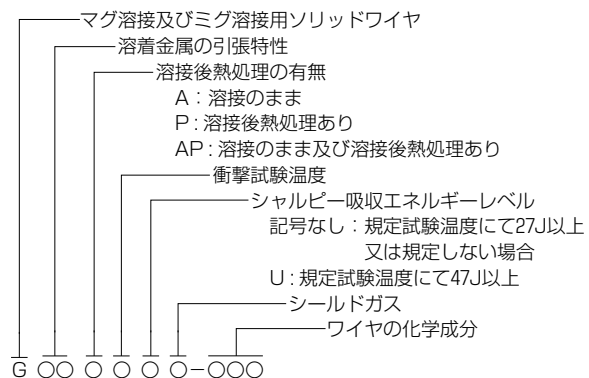 マグ溶接及びミグ溶接用ソリッドワイヤ
溶着金属の引張特性
溶接後熱処理の有無
A：溶接のまま
P：溶接後熱処理あり
AP：溶接のまま及び溶接後熱処理あり
衝撃試験温度
シャルピー吸収エネルギーレベル
記号なし：規定試験温度にて27J以上
又は規定しない場合
U：規定試験温度にて47J以上
シールドガス
ワイヤの化学成分
G ○○ ○ ○ ○ ○-○○○